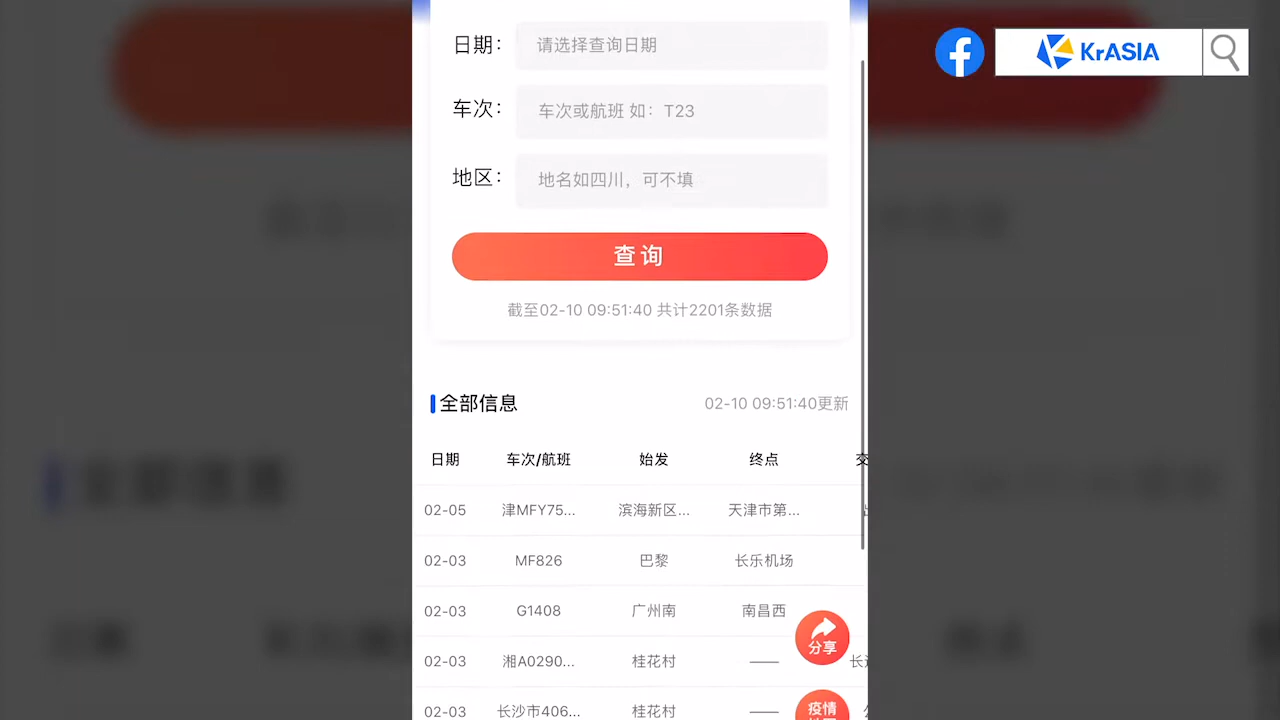 日期：
请选择查询日期
KrASIA
车次：
车次或航班 如：T23
地区：
地名如四川，可不填
查询
截至02-10 09:51:40 共计2201条数据
全部信息
02-10 09:51:40更新
日期 车次/航班 始发 终点
02-05 津MFY75... 滨海新区... 天津市第...
02-03 MF826 巴黎 长乐机场
02-03 G1408 广州南 南昌西
分享
02-03 湘A0290... 桂花村 ——
02-03 长沙市406... 桂花村 ——
疫情